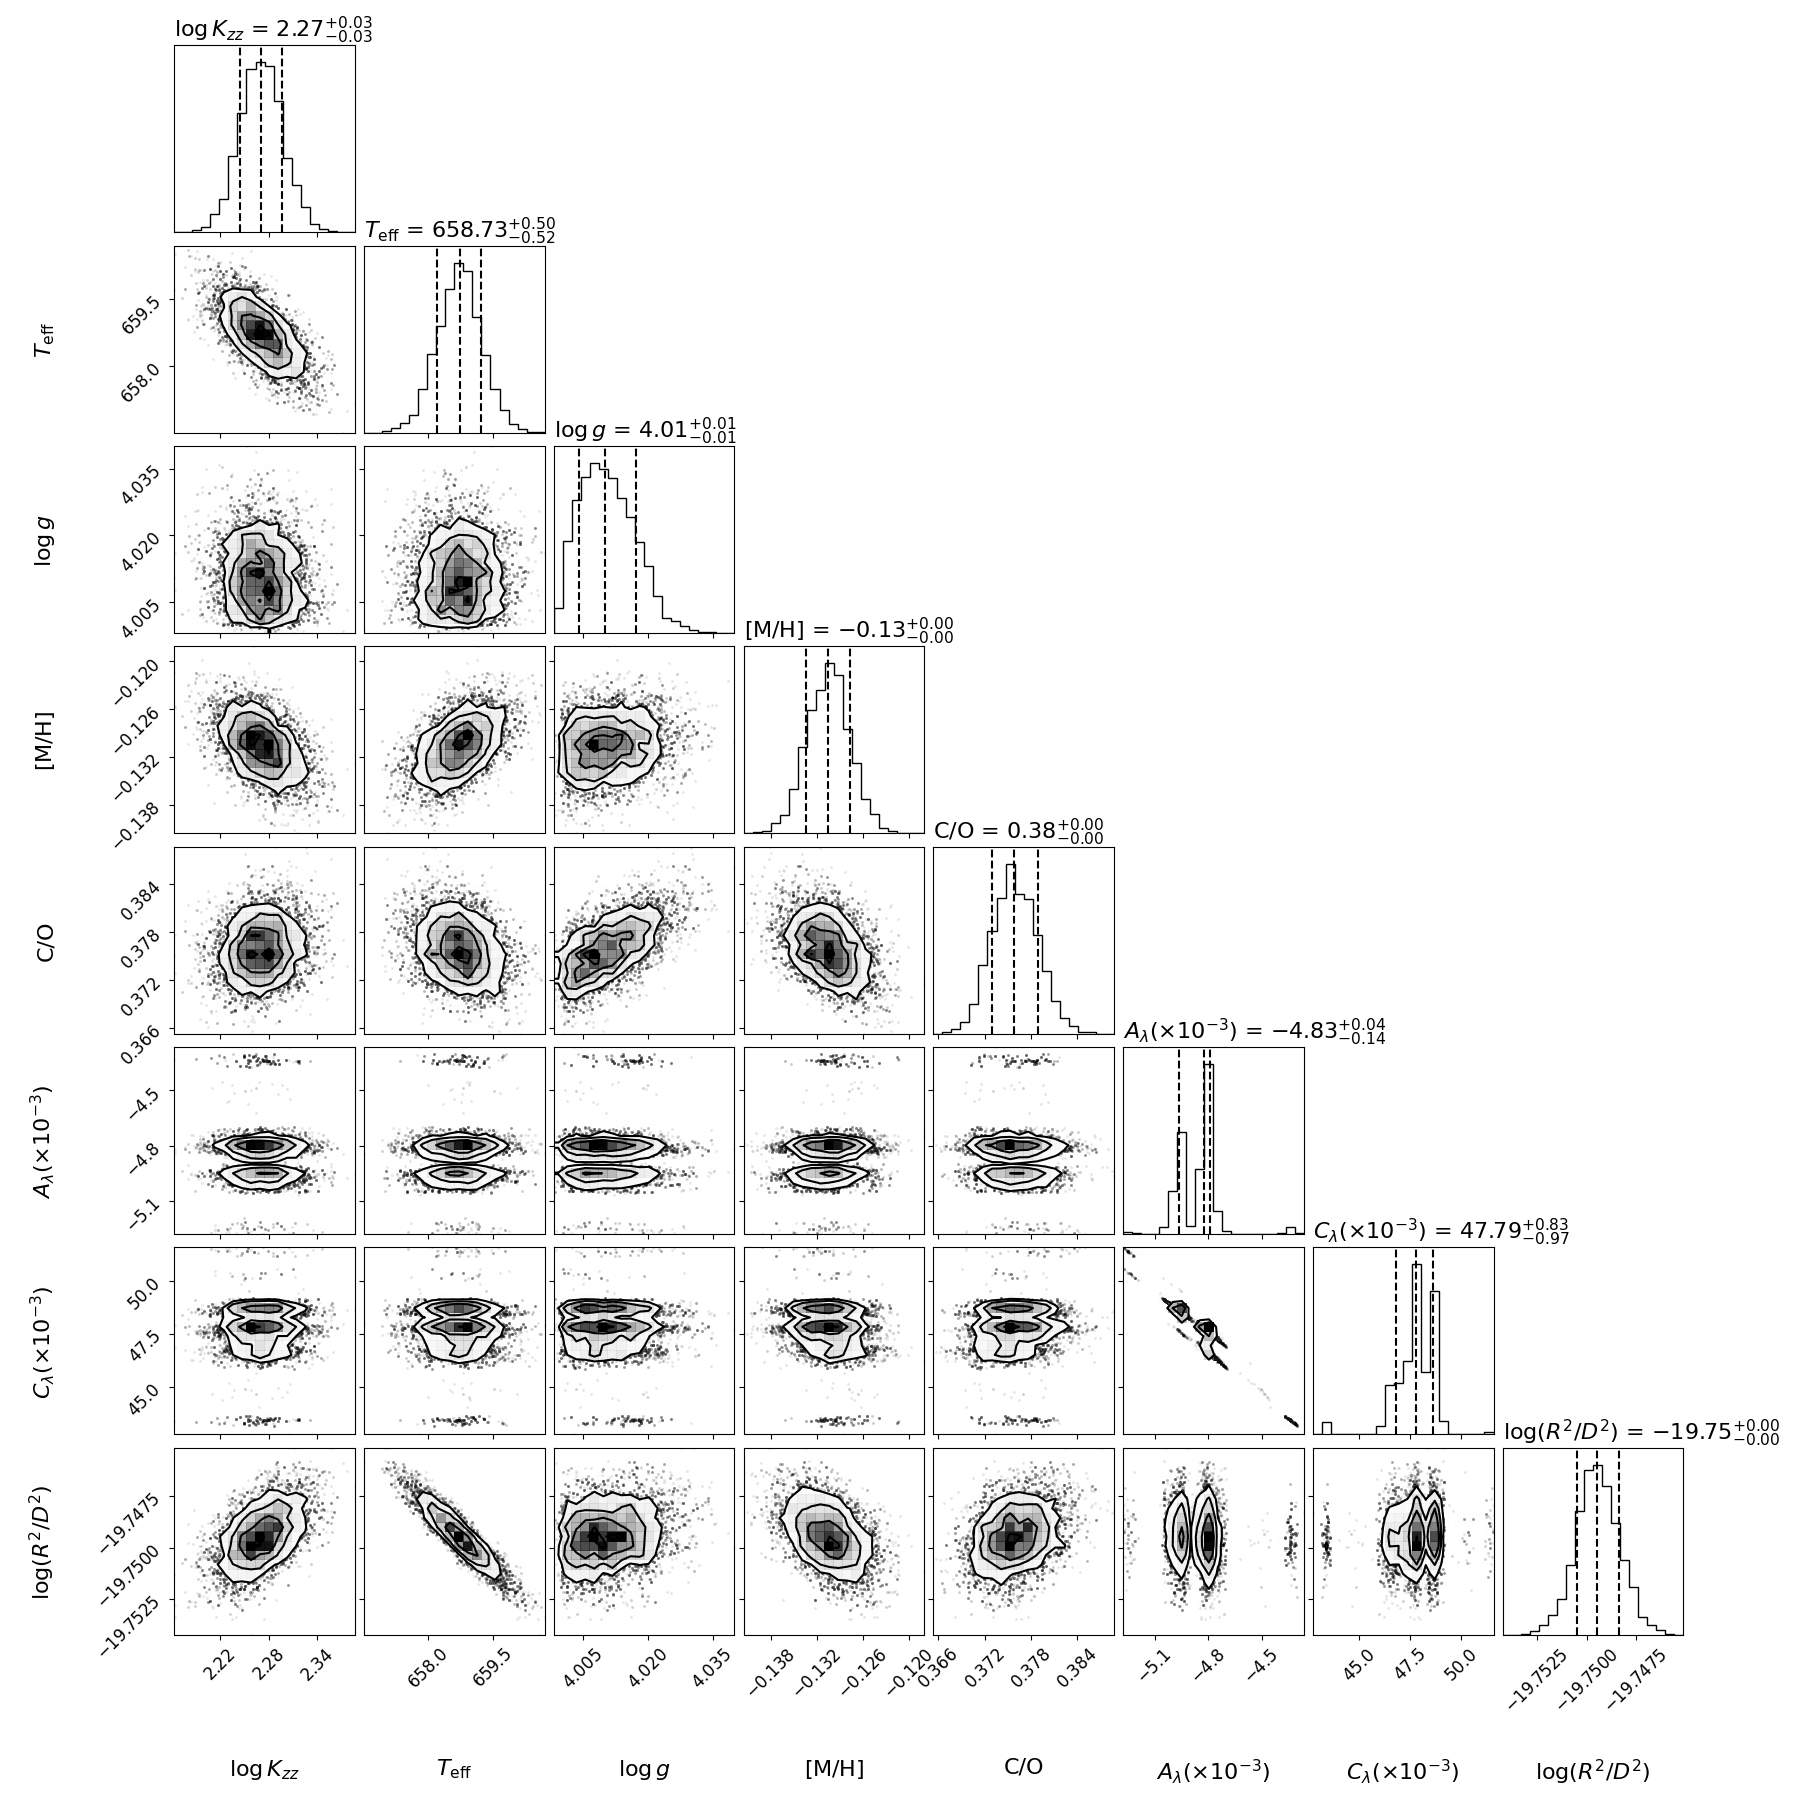 log K_zz = 2.27^{+0.03}_{−0.03}
T_eff = 658.73^{+0.50}_{−0.52}
T_eff
659.5
658.0
log g = 4.01^{+0.01}_{−0.01}
log g
4.035
4.020
4.005
[M/H] = −0.13^{+0.00}_{−0.00}
[M/H]
−0.120
−0.126
−0.132
−0.138
C/O = 0.38^{+0.00}_{−0.00}
C/O
0.384
0.378
0.372
0.366
A_λ(×10^{−3}) = −4.83^{+0.04}_{−0.14}
A_λ(×10^{−3})
−4.5
−4.8
−5.1
C_λ(×10^{−3}) = 47.79^{+0.83}_{−0.97}
C_λ(×10^{−3})
50.0
47.5
45.0
log(R²/D²) = −19.75^{+0.00}_{−0.00}
log(R²/D²)
−19.7475
−19.7500
−19.7525
2.22 2.28 2.34 658.0 659.5 4.005 4.020 4.035 −0.138 −0.132 −0.126 −0.120 0.366 0.372 0.378 0.384 −5.1 −4.8 −4.5 45.0 47.5 50.0 −19.7525 −19.7500 −19.7475
log K_zz T_eff log g [M/H] C/O A_λ(×10^{−3}) C_λ(×10^{−3}) log(R²/D²)